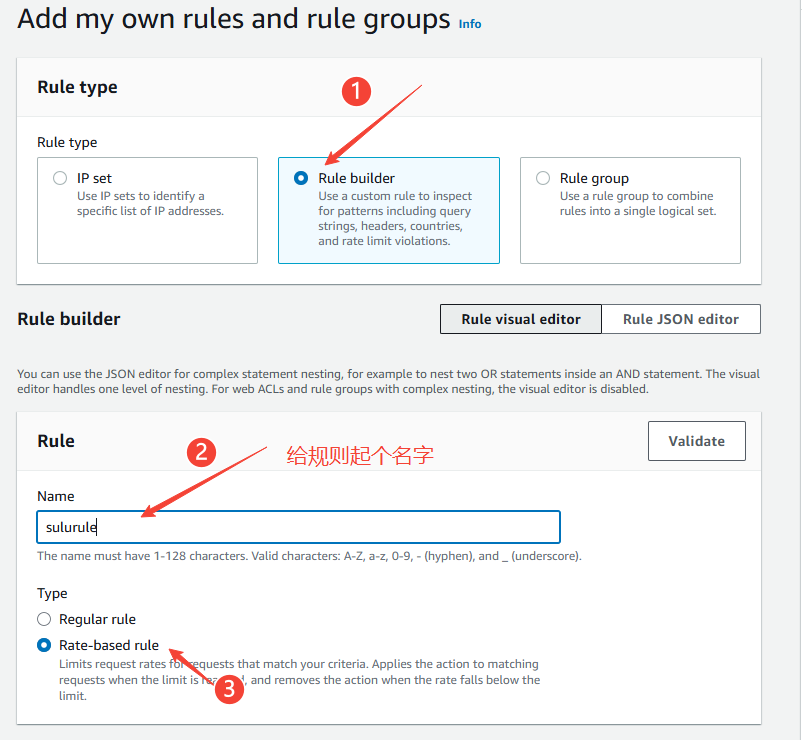 Add my own rules and rule groups Info
Rule type
1
Rule type
IP set
Use IP sets to identify a
specific list of IP addresses.
Rule builder
Use a custom rule to inspect
for patterns including query
strings, headers, countries,
and rate limit violations.
Rule group
Use a rule group to combine
rules into a single logical set.
Rule builder
Rule visual editor
Rule JSON editor
You can use the JSON editor for complex statement nesting, for example to nest two OR statements inside an AND statement. The visual
editor handles one level of nesting. For web ACLs and rule groups with complex nesting, the visual editor is disabled.
Rule
2
给规则起个名字
Validate
Name
sulurule
The name must have 1-128 characters. Valid characters: A-Z, a-z, 0-9, - (hyphen), and _ (underscore).
Type
Regular rule
Rate-based rule
Limits request rates for requests that match your criteria. Applies the action to matching
requests when the limit is, and removes the action when the rate falls below the
limit.
3